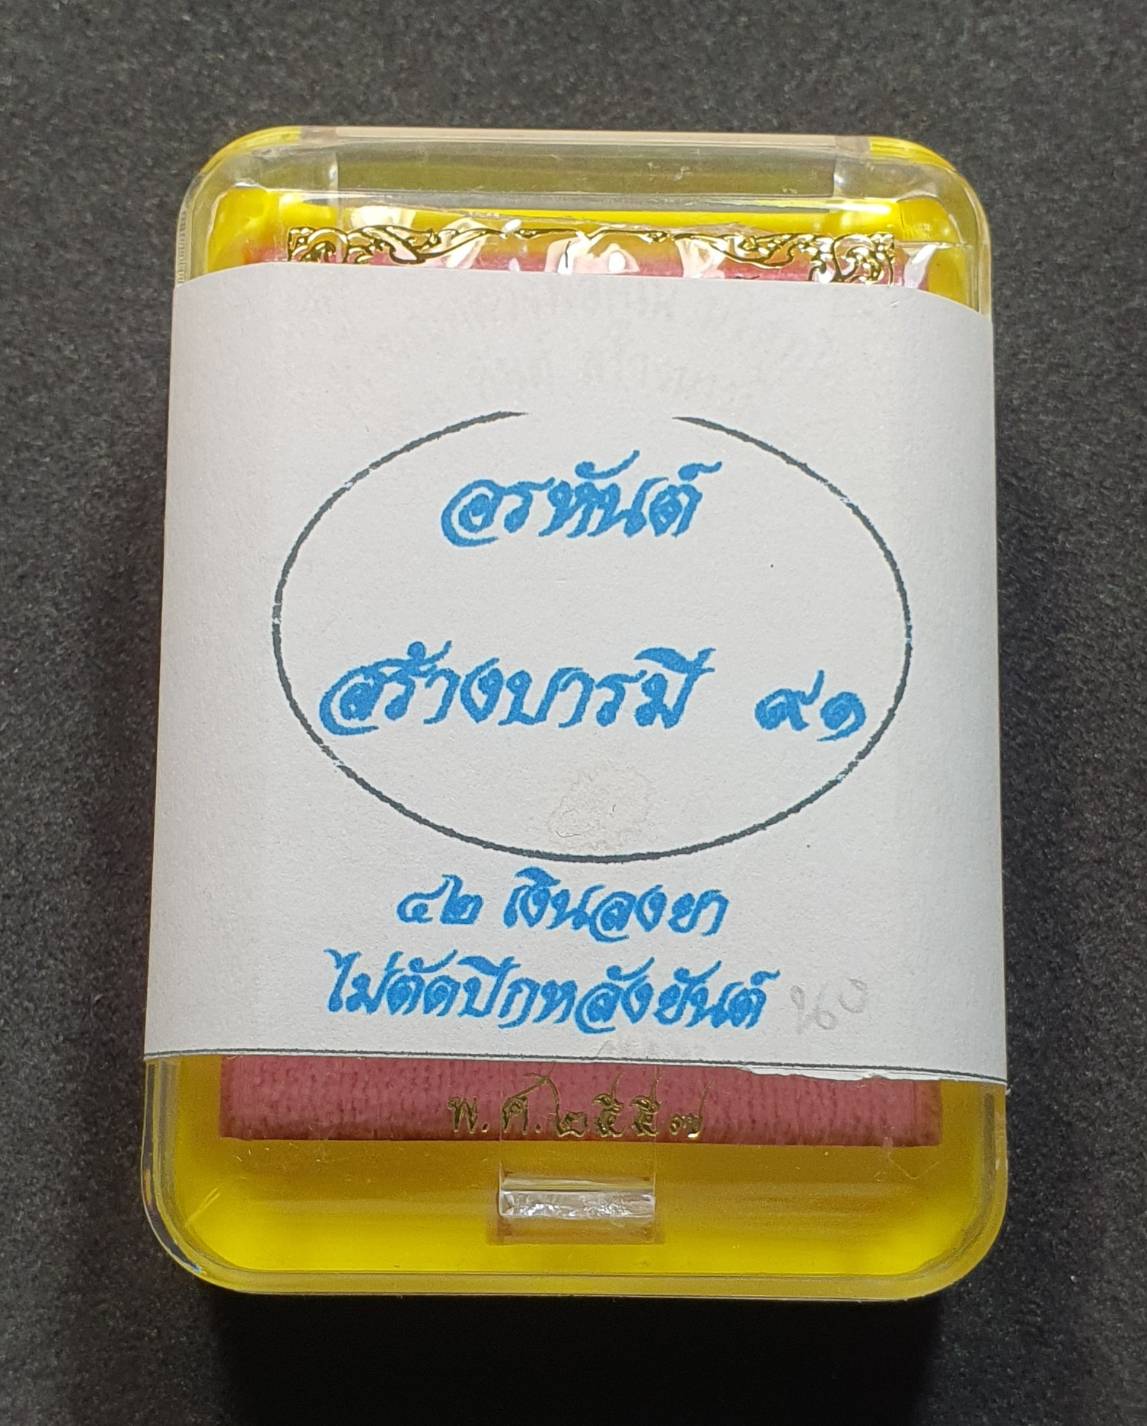 อรหันต์
สร้างบารมี ๙๑
๔๒ เงินลงยา
ไม่ตัดปีกหลังยันต์ นง
พ.ศ. ๒๕๕๗